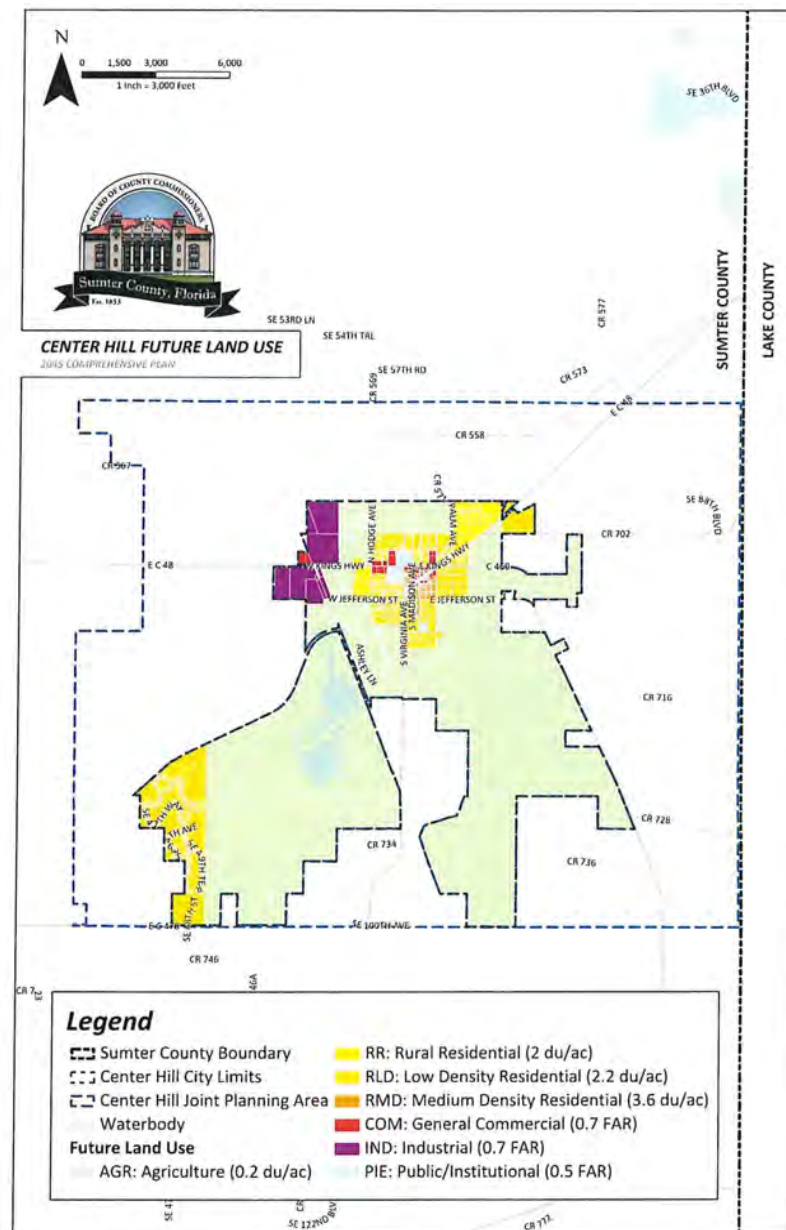 N
0 1,500 3,000 6,000
1 Inch = 3,000 Feet
SE 36TH BLVD
BOARD OF COUNTY COMMISSIONERS
Sumter County, Florida
Est. 1853
SUMTER COUNTY
LAKE COUNTY
SE 53RD LN
SE 54TH TRL
CR 577
CENTER HILL FUTURE LAND USE
2045 COMPREHENSIVE PLAN
SE 57TH RD
CR 569
CR 573
E C 48
CR 558
CR 567
SE 88TH BLVD
N HODGE AVE
PALM AVE
CR 702
E C 48
W KINGS HWY
E KINGS HWY
C 469
W JEFFERSON ST
E JEFFERSON ST
S VIRGINIA AVE
S MADISON AVE
ASHLEY LN
CR 716
CR 728
CR 734
CR 736
SE 100TH AVE
CR 746
46A
Legend
Sumter County Boundary
Center Hill City Limits
Center Hill Joint Planning Area
Waterbody
Future Land Use
AGR: Agriculture (0.2 du/ac)
RR: Rural Residential (2 du/ac)
RLD: Low Density Residential (2.2 du/ac)
RMD: Medium Density Residential (3.6 du/ac)
COM: General Commercial (0.7 FAR)
IND: Industrial (0.7 FAR)
PIE: Public/Institutional (0.5 FAR)
SE 122ND BLV
CR 772